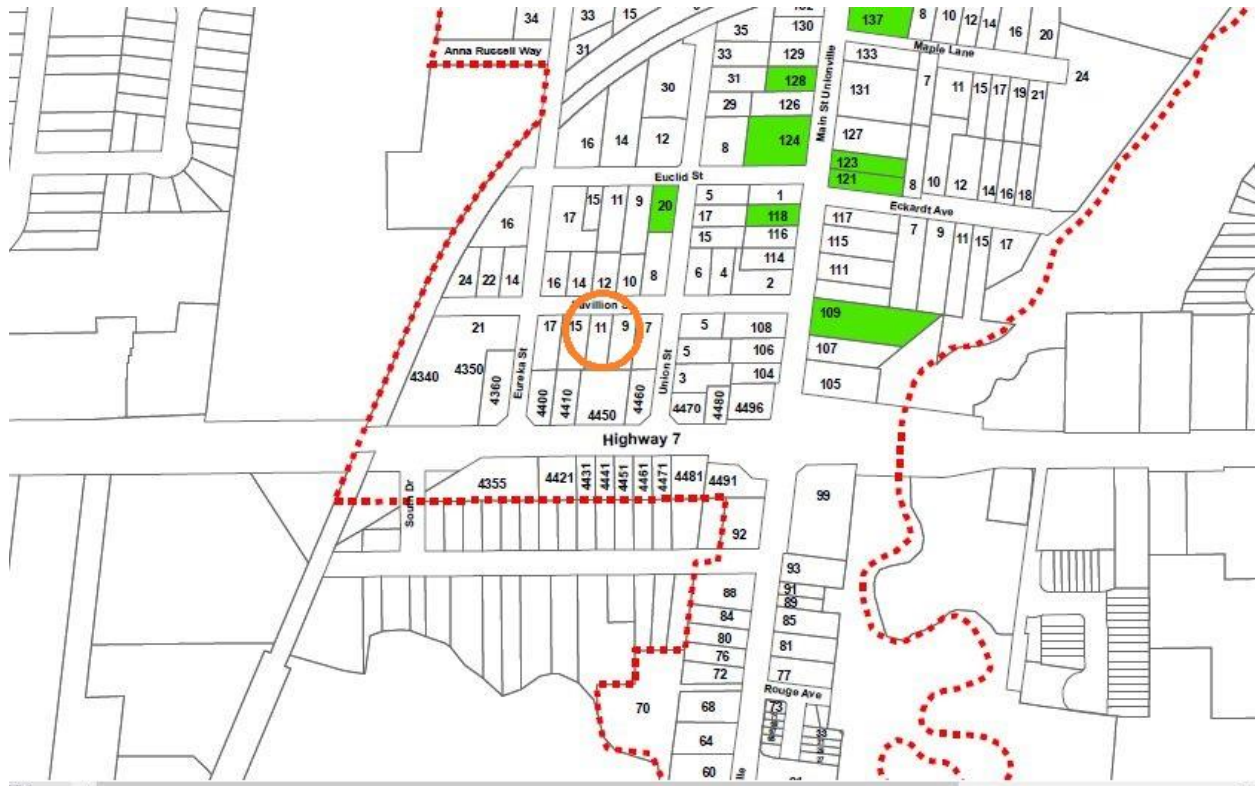 34 33 15 35 130 137 8 10 12 14 16 20
Anna Russell Way 31 33 129 133 Maple Lane 24
30 31 128 131 7 11 15 17 19 21
29 126 Main St Unionville
16 14 12 8 124 127
Euclid St 123 8 10 12 14 16 18
15 11 9 20 5 1 121
16 17 17 118 Eckardt Ave
15 116 117 7 9 11 15 17
24 22 14 16 14 12 10 8 6 4 114 115
2 111
21 17 15 11 9 7 5 108 109
5 106 107
4340 4350 4360 Eureka St Union St 3 104 105
4400 4410 4450 4460 4470 4480 4496
Highway 7
4355 4421 4431 4441 4451 4461 4471 4481 4491 99
South Dr
92
93
88 91
89
84 85
80 81
76
72 77
Rouge Ave
70 68 73 33
64
60